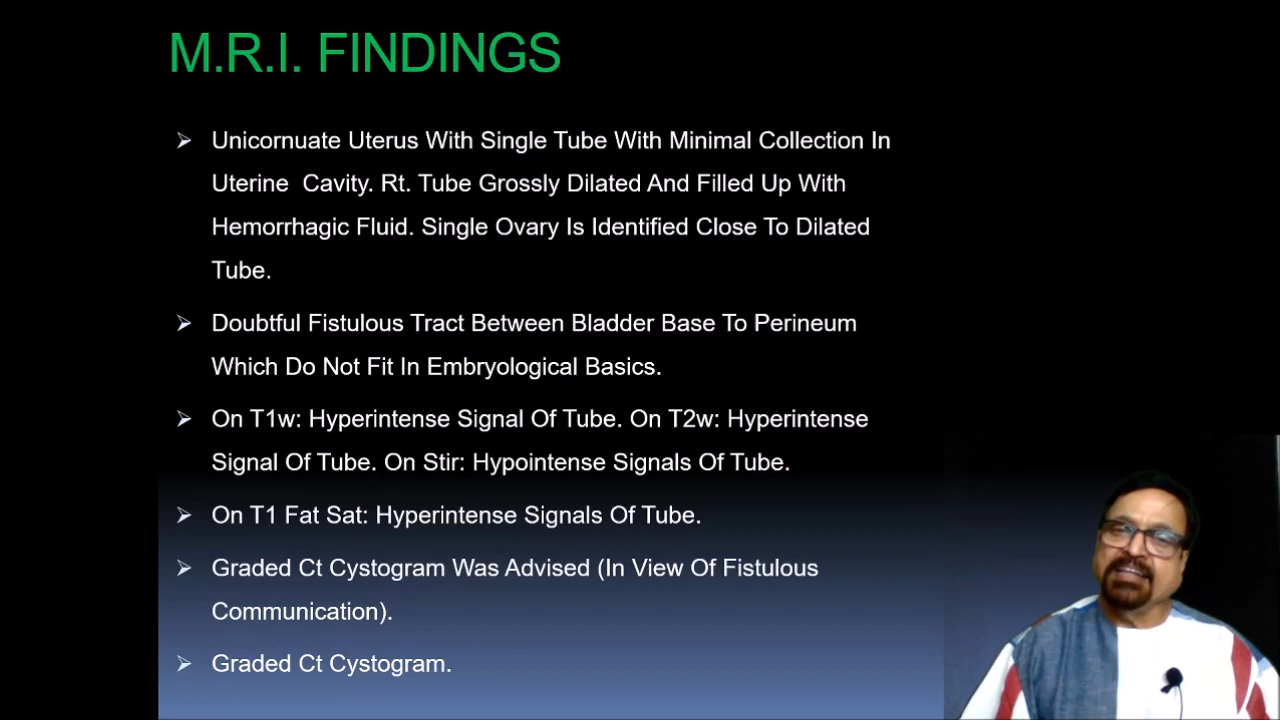 M.R.I. FINDINGS
Unicornuate Uterus With Single Tube With Minimal Collection In
Uterine Cavity. Rt. Tube Grossly Dilated And Filled Up With
Hemorrhagic Fluid. Single Ovary Is Identified Close To Dilated
Tube.
Doubtful Fistulous Tract Between Bladder Base To Perineum
Which Do Not Fit In Embryological Basics.
On T1w: Hyperintense Signal Of Tube. On T2w: Hyperintense
Signal Of Tube. On Stir: Hypointense Signals Of Tube.
On T1 Fat Sat: Hyperintense Signals Of Tube.
Graded Ct Cystogram Was Advised (In View Of Fistulous
Communication).
Graded Ct Cystogram.